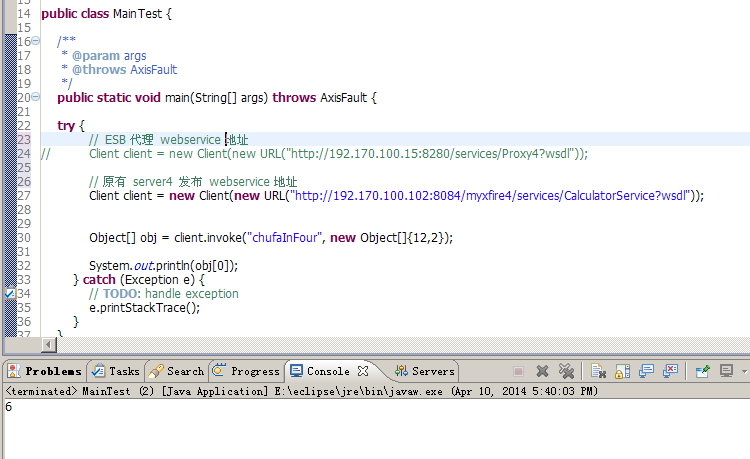 14 public class MainTest {
15
16 /**
17 * @param args
18 * @throws AxisFault
19 */
20 public static void main(String[] args) throws AxisFault {
21
22 try {
23 // ESB 代理 webservice 地址
24 // Client client = new Client(new URL("http://192.170.100.15:8280/services/Proxy4?wsdl"));
25
26 // 原有 server4 发布 webservice 地址
27 Client client = new Client(new URL("http://192.170.100.102:8084/myxfire4/services/CalculatorService?wsdl"));
28
29
30 Object[] obj = client.invoke("chufaInFour", new Object[]{12,2});
31
32 System.out.println(obj[0]);
33 } catch (Exception e) {
34 // TODO: handle exception
35 e.printStackTrace();
36 }
37 }
Problems Tasks Search Progress Console Servers
<terminated> MainTest (2) [Java Application] E:\eclipse\jre\bin\javaw.exe (Apr 10, 2014 5:40:03 PM)
6